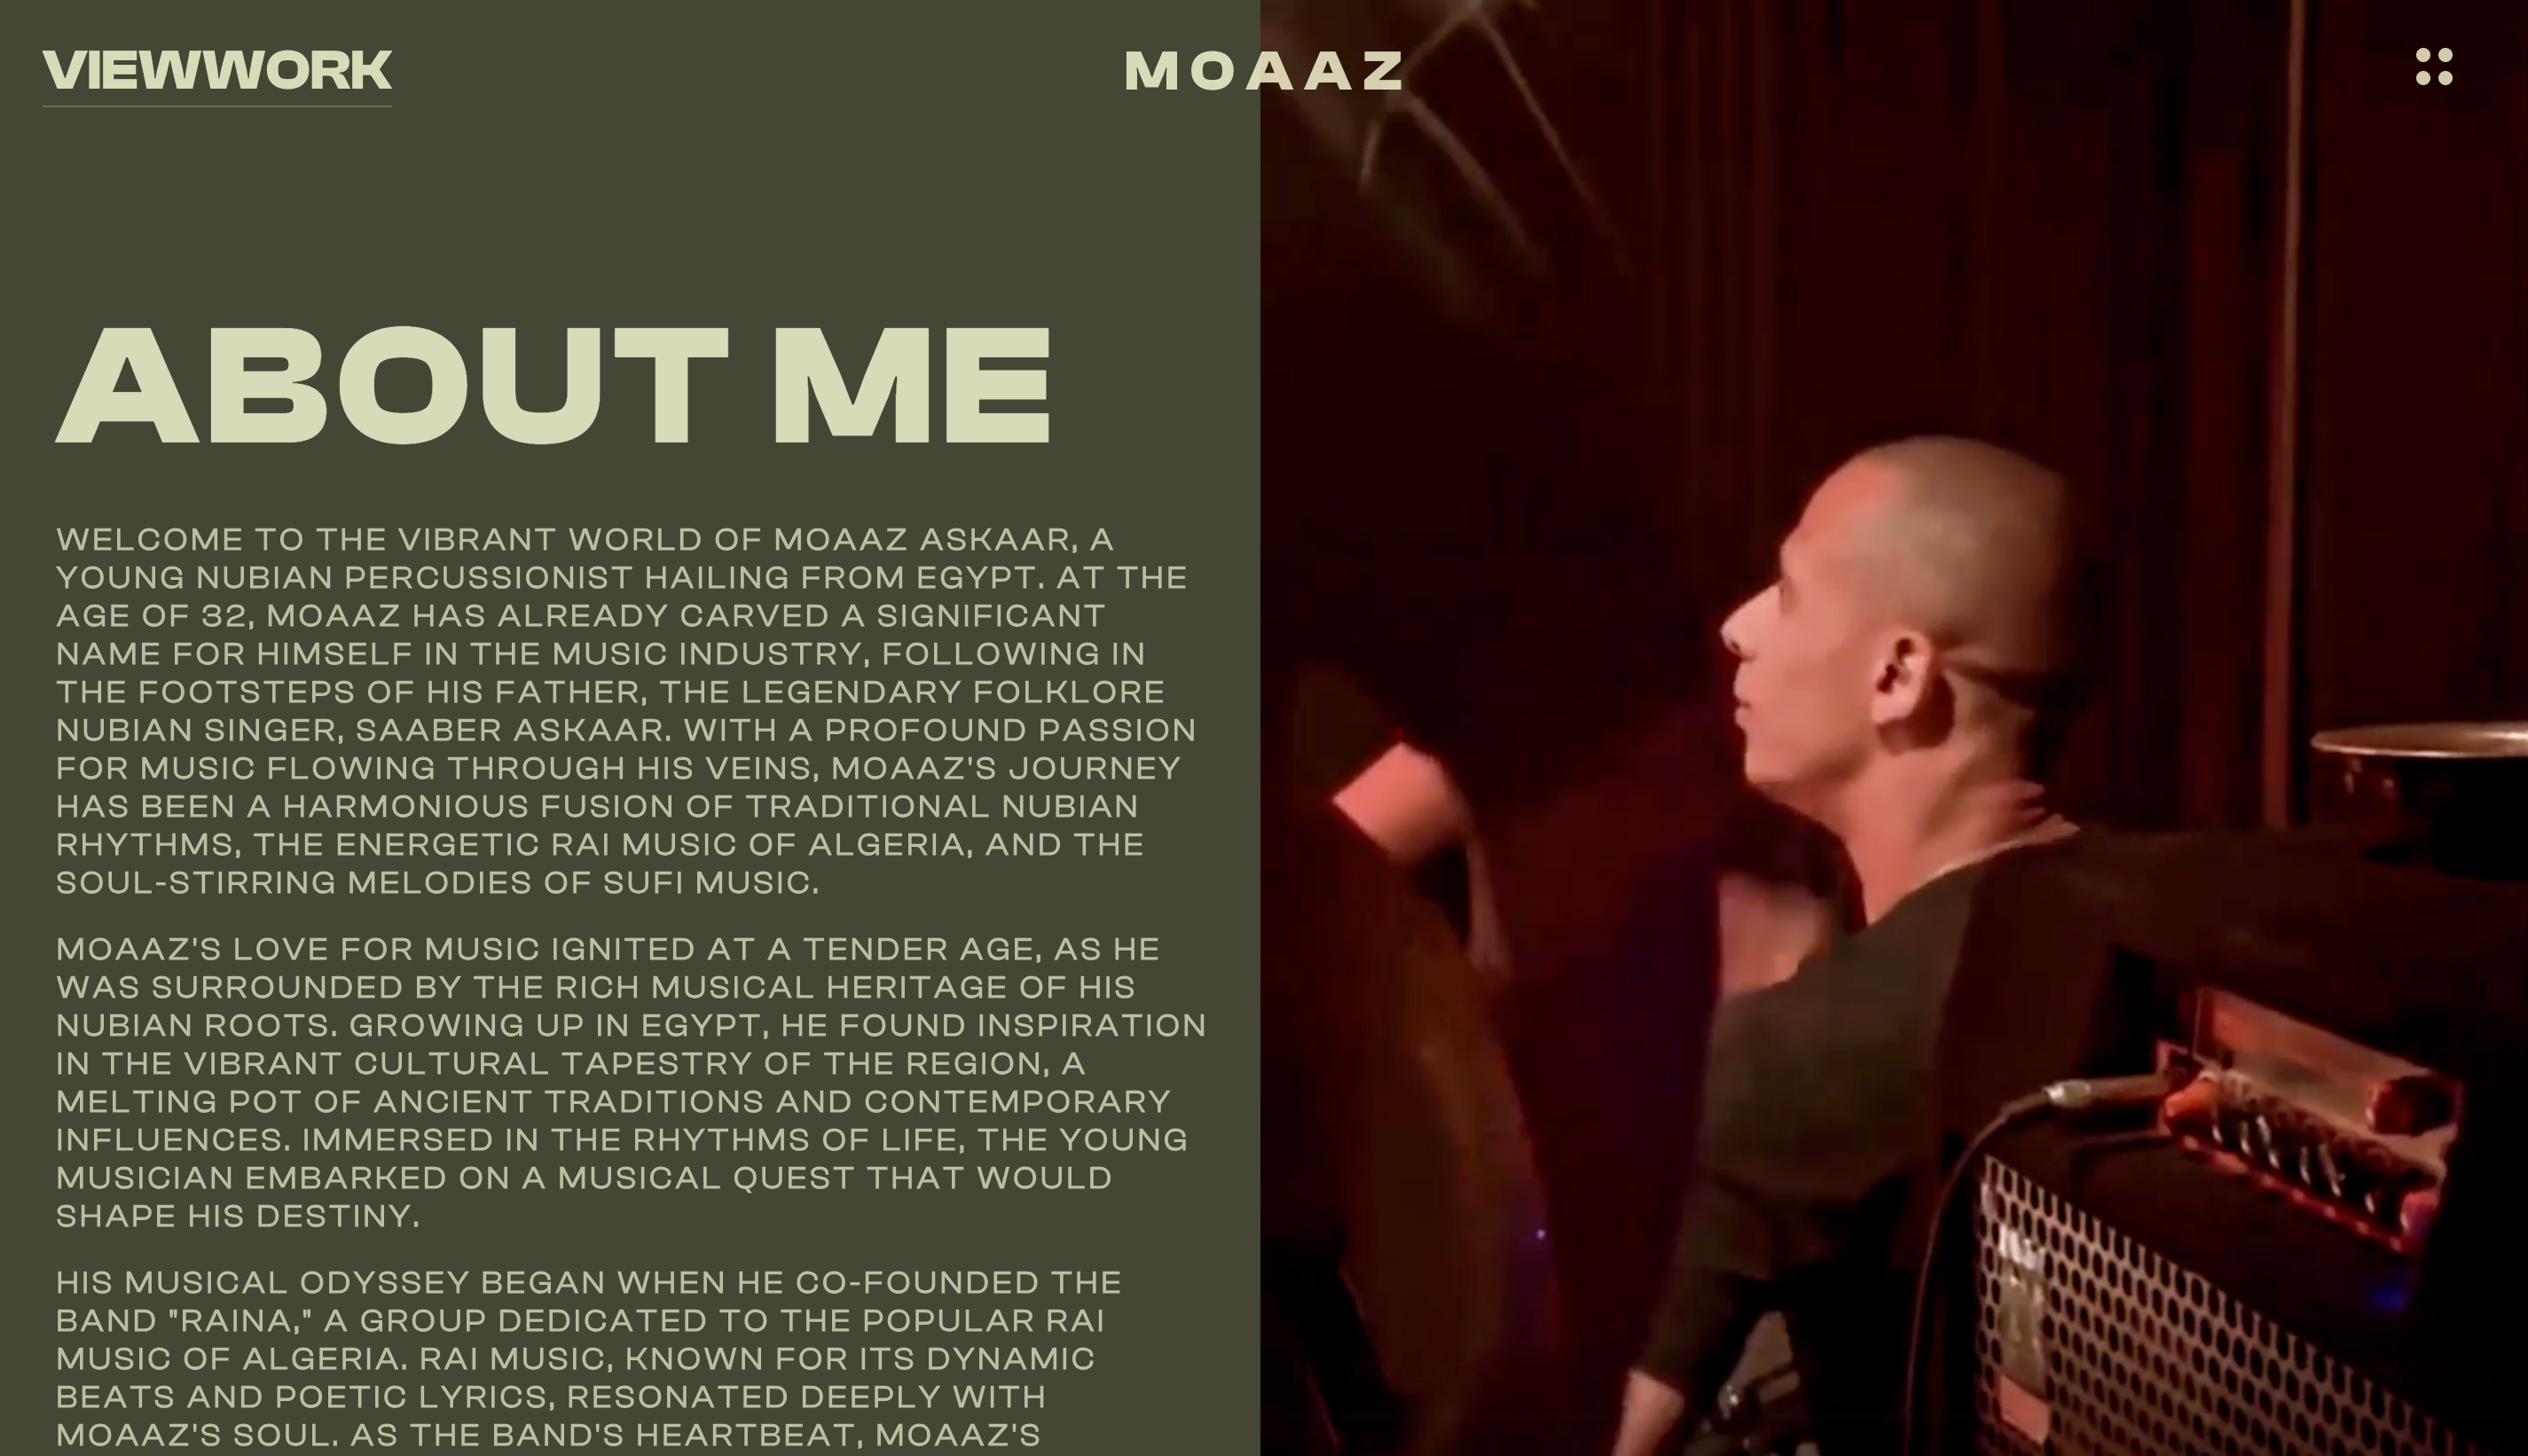 VIEWWORK
MOAAZ
ABOUT ME
WELCOME TO THE VIBRANT WORLD OF MOAAZ ASKAAR, A
YOUNG NUBIAN PERCUSSIONIST HAILING FROM EGYPT. AT THE
AGE OF 32, MOAAZ HAS ALREADY CARVED A SIGNIFICANT
NAME FOR HIMSELF IN THE MUSIC INDUSTRY, FOLLOWING IN
THE FOOTSTEPS OF HIS FATHER, THE LEGENDARY FOLKLORE
NUBIAN SINGER, SAABER ASKAAR. WITH A PROFOUND PASSION
FOR MUSIC FLOWING THROUGH HIS VEINS, MOAAZ'S JOURNEY
HAS BEEN A HARMONIOUS FUSION OF TRADITIONAL NUBIAN
RHYTHMS, THE ENERGETIC RAI MUSIC OF ALGERIA, AND THE
SOUL-STIRRING MELODIES OF SUFI MUSIC.
MOAAZ'S LOVE FOR MUSIC IGNITED AT A TENDER AGE, AS HE
WAS SURROUNDED BY THE RICH MUSICAL HERITAGE OF HIS
NUBIAN ROOTS. GROWING UP IN EGYPT, HE FOUND INSPIRATION
IN THE VIBRANT CULTURAL TAPESTRY OF THE REGION, A
MELTING POT OF ANCIENT TRADITIONS AND CONTEMPORARY
INFLUENCES. IMMERSED IN THE RHYTHMS OF LIFE, THE YOUNG
MUSICIAN EMBARKED ON A MUSICAL QUEST THAT WOULD
SHAPE HIS DESTINY.
HIS MUSICAL ODYSSEY BEGAN WHEN HE CO-FOUNDED THE
BAND "RAINA," A GROUP DEDICATED TO THE POPULAR RAI
MUSIC OF ALGERIA. RAI MUSIC, KNOWN FOR ITS DYNAMIC
BEATS AND POETIC LYRICS, RESONATED DEEPLY WITH
MOAAZ'S SOUL. AS THE BAND'S HEARTBEAT, MOAAZ'S